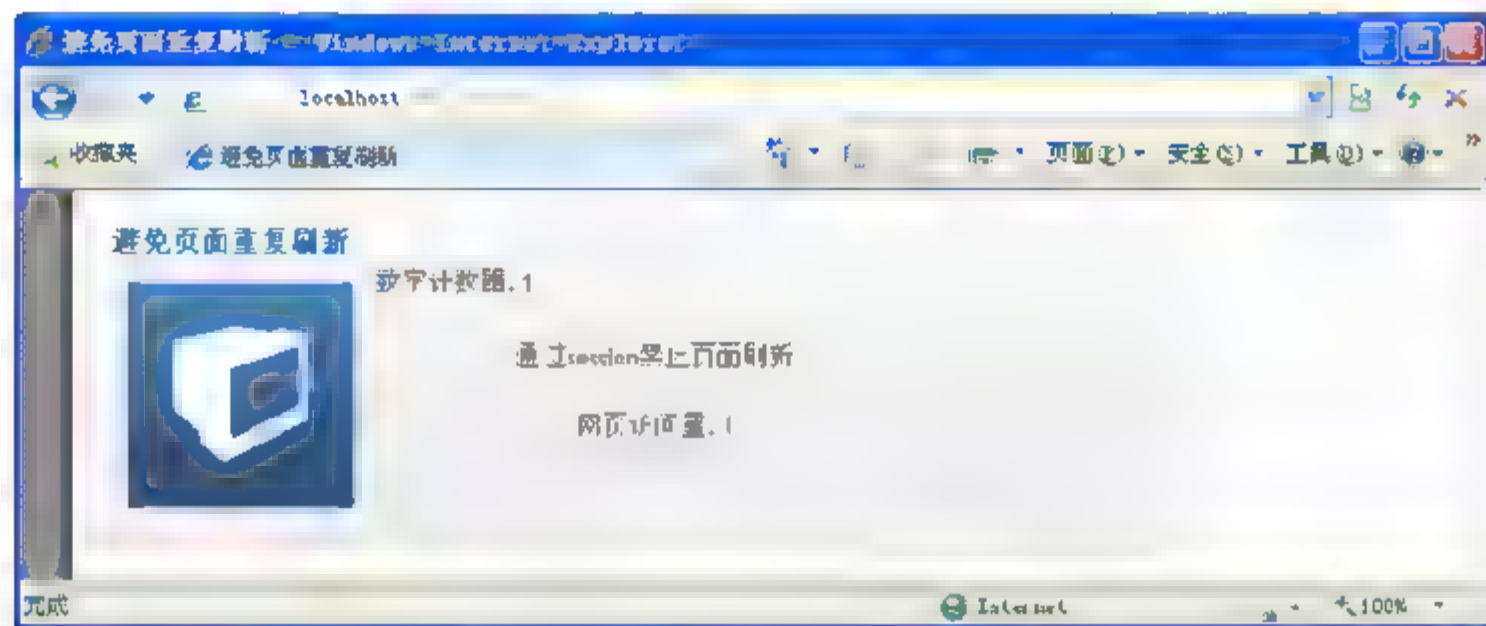 避免页面重复刷新 - Windows Internet Explorer
localhost
收藏夹 避免页面重复刷新 页面(P) 安全(S) 工具(O)
避免页面重复刷新
数字计数器.1
通过session禁止页面刷新
网页访问量.1
完成 Internet 100%